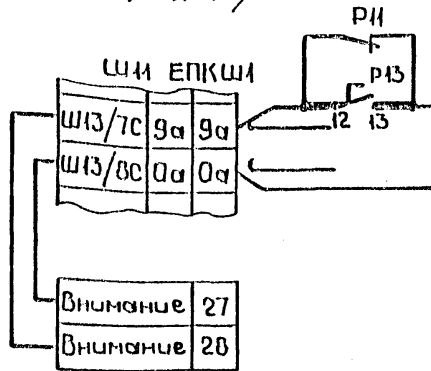 Р11
Ш11 ЕПКШ1
Р13
Ш13/7С 9а 9а
12 13
Ш13/8С 0а 0а
Внимание 27
Внимание 28